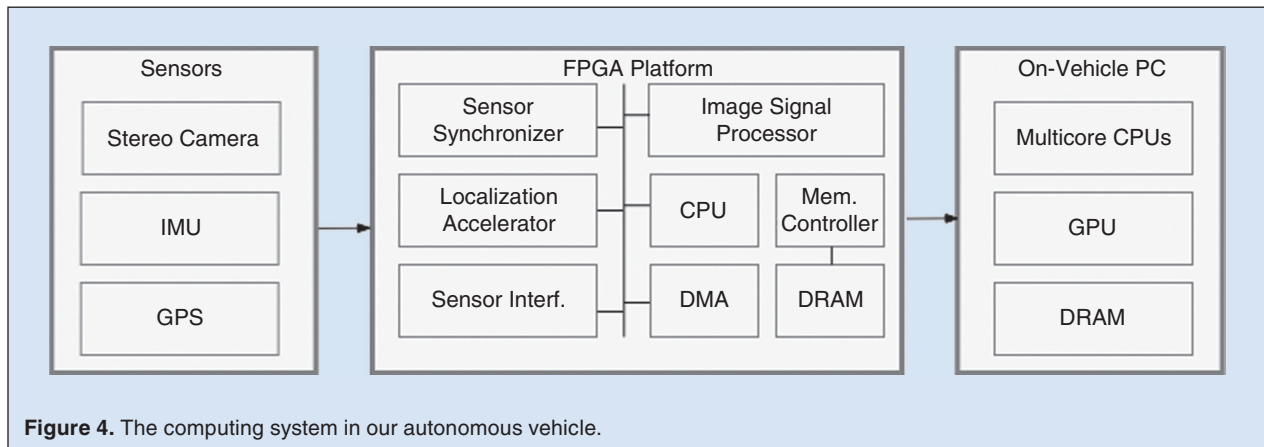 Sensors
Stereo Camera
IMU
GPS
FPGA Platform
Sensor
Synchronizer
Image Signal
Processor
Localization
Accelerator
CPU
Mem.
Controller
Sensor Interf.
DMA
DRAM
On-Vehicle PC
Multicore CPUs
GPU
DRAM
Figure 4. The computing system in our autonomous vehicle.